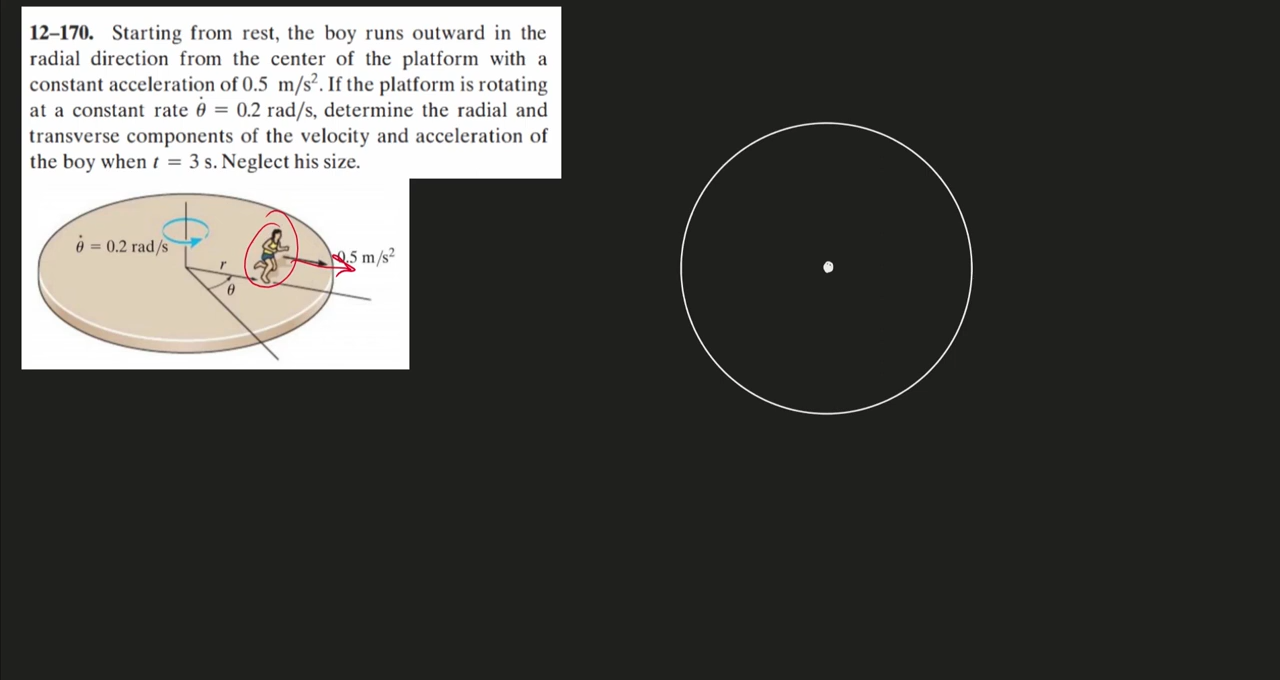 12–170. Starting from rest, the boy runs outward in the
radial direction from the center of the platform with a
constant acceleration of 0.5 m/s². If the platform is rotating
at a constant rate θ̇ = 0.2 rad/s, determine the radial and
transverse components of the velocity and acceleration of
the boy when t = 3 s. Neglect his size.
θ̇ = 0.2 rad/s
0.5 m/s²
r
θ